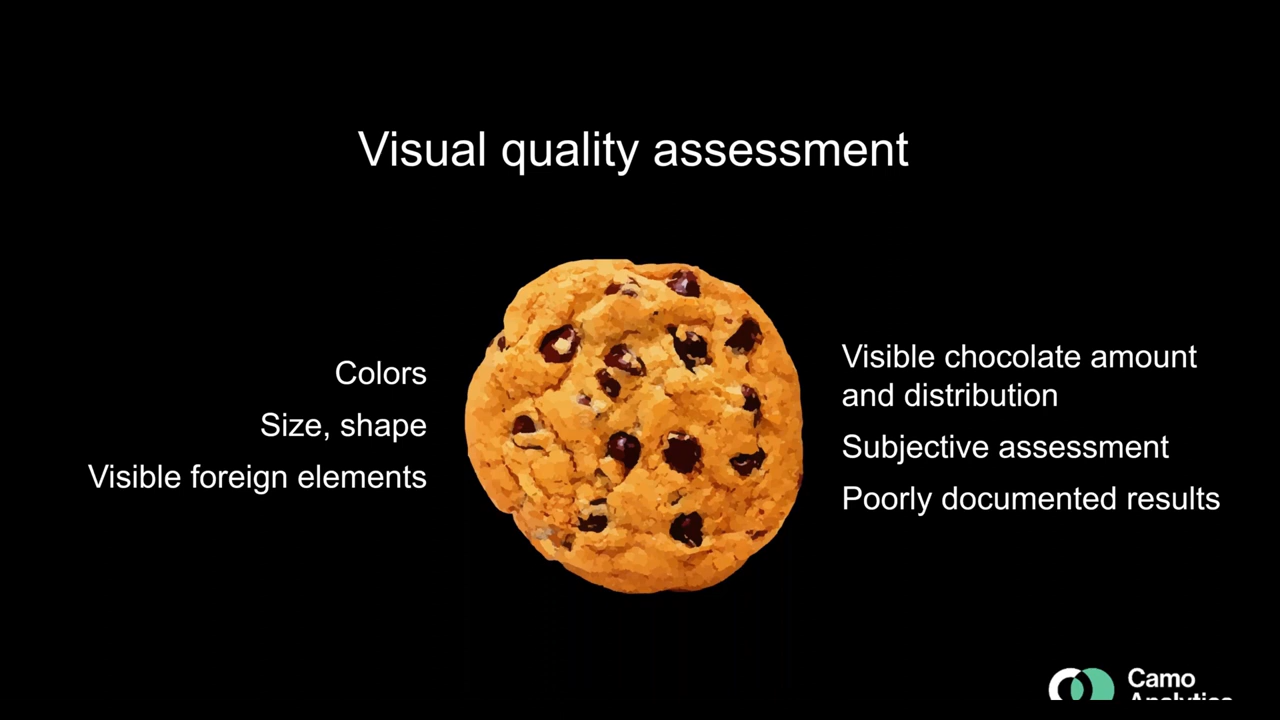 Visual quality assessment
Colors
Size, shape
Visible foreign elements
Visible chocolate amount
and distribution
Subjective assessment
Poorly documented results
Camo
Analytics